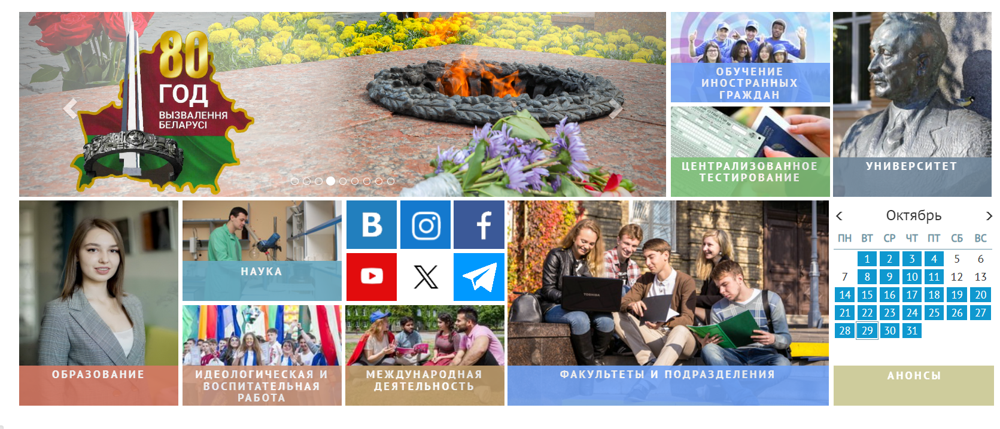 80
ГОД
ВЫЗВАЛЕННЯ
БЕЛАРУСІ
ОБУЧЕНИЕ
ИНОСТРАННЫХ
ГРАЖДАН
ЦЕНТРАЛИЗОВАННОЕ
ТЕСТИРОВАНИЕ
УНИВЕРСИТЕТ
ОБРАЗОВАНИЕ
НАУКА
ИДЕОЛОГИЧЕСКАЯ И
ВОСПИТАТЕЛЬНАЯ
РАБОТА
МЕЖДУНАРОДНАЯ
ДЕЯТЕЛЬНОСТЬ
TOSHIBA
ФАКУЛЬТЕТЫ И ПОДРАЗДЕЛЕНИЯ
Октябрь
ПН ВТ СР ЧТ ПТ СБ ВС
1 2 3 4 5 6
7 8 9 10 11 12 13
14 15 16 17 18 19 20
21 22 23 24 25 26 27
28 29 30 31
АНОНСЫ